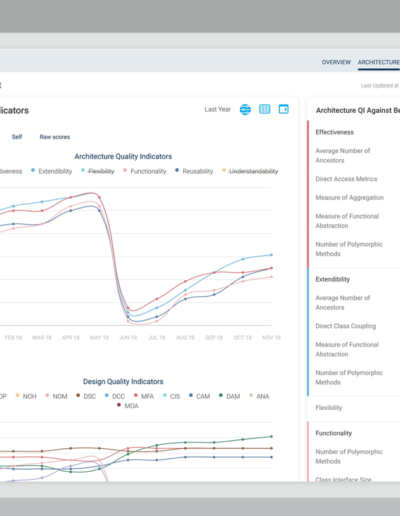 OVERVIEW ARCHITECTURE
Last Updated at
Last Year
Architecture QI Against Be
Self Raw scores
Architecture Quality Indicators
Extendibility Flexibility Functionality Reusability Understandability
FEB 18 MAR 18 APR 18 MAY 18 JUN 18 JUL 18 AUG 18 SEP 18 OCT 18 NOV 18
Design Quality Indicators
OP NOH NOM DSC DCC MFA CIS CAM DAM ANA
MOA
Effectiveness
Average Number of
Ancestors
Direct Access Metrics
Measure of Aggregation
Measure of Functional
Abstraction
Number of Polymorphic
Methods
Extendibility
Average Number of
Ancestors
Direct Class Coupling
Measure of Functional
Abstraction
Number of Polymorphic
Methods
Flexibility
Functionality
Number of Polymorphic
Methods
Class Interface Size